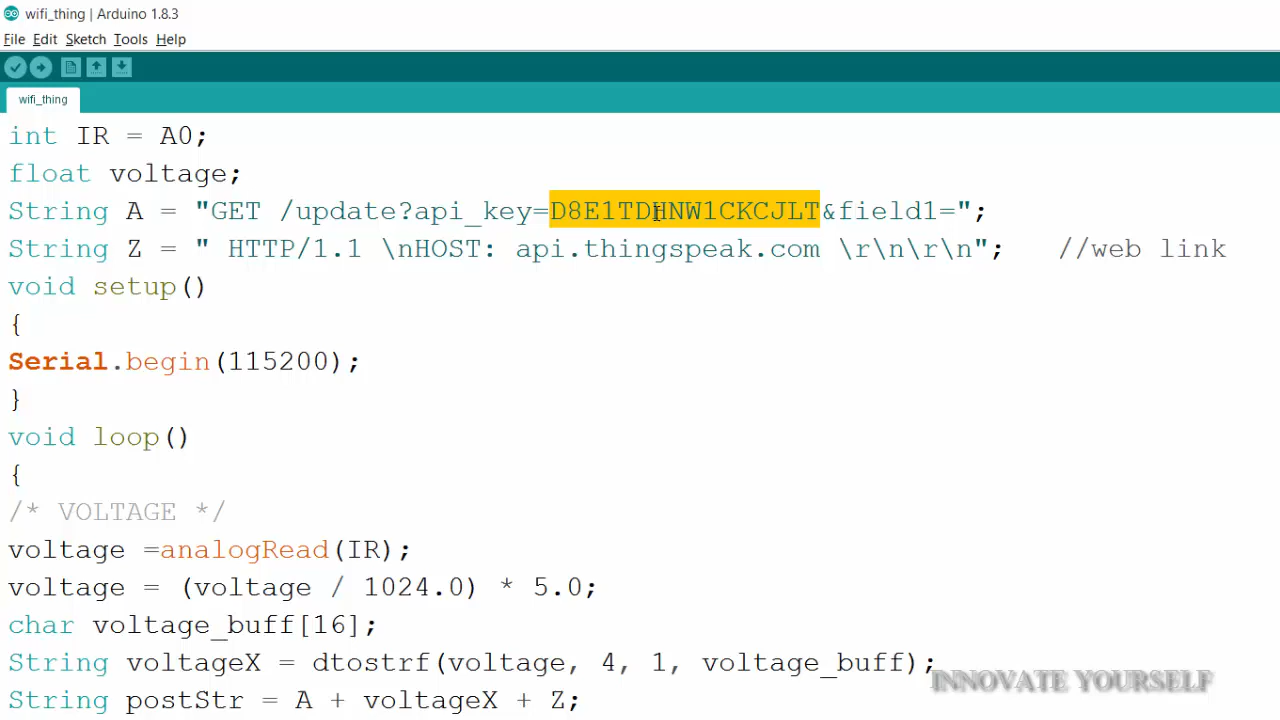 wifi_thing | Arduino 1.8.3
File Edit Sketch Tools Help
wifi_thing
int IR = A0;
float voltage;
String A = "GET /update?api_key=D8E1TDHNW1CKCJLT&field1=";
String Z = " HTTP/1.1 \nHOST: api.thingspeak.com \r\n\r\n"; //web link
void setup()
{
Serial.begin(115200);
}
void loop()
{
/* VOLTAGE */
voltage =analogRead(IR);
voltage = (voltage / 1024.0) * 5.0;
char voltage_buff[16];
String voltageX = dtostrf(voltage, 4, 1, voltage_buff);
String postStr = A + voltageX + Z;
INNOVATE YOURSELF